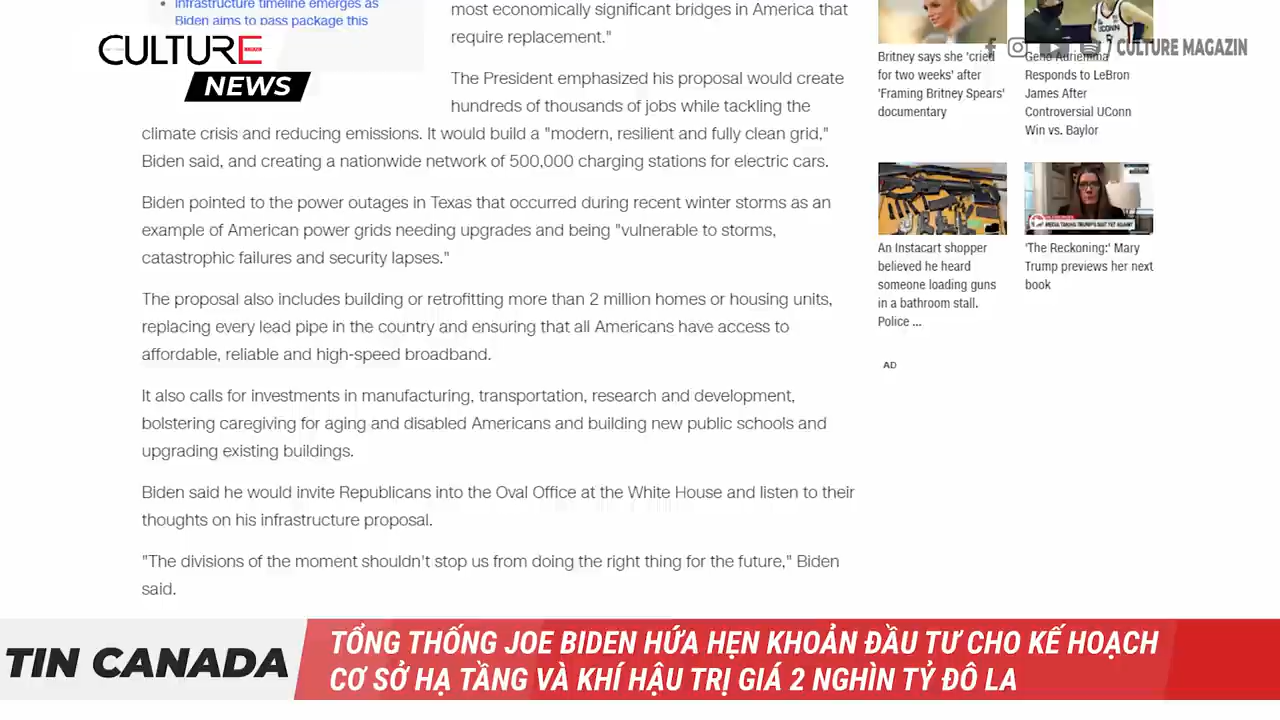 infrastructure timeline emerges as
Biden aims to pass package this
CULTURE
NEWS
most economically significant bridges in America that
require replacement."
The President emphasized his proposal would create
hundreds of thousands of jobs while tackling the
climate crisis and reducing emissions. It would build a "modern, resilient and fully clean grid,"
Biden said, and creating a nationwide network of 500,000 charging stations for electric cars.
Biden pointed to the power outages in Texas that occurred during recent winter storms as an
example of American power grids needing upgrades and being "vulnerable to storms,
catastrophic failures and security lapses."
The proposal also includes building or retrofitting more than 2 million homes or housing units,
replacing every lead pipe in the country and ensuring that all Americans have access to
affordable, reliable and high-speed broadband.
It also calls for investments in manufacturing, transportation, research and development,
bolstering caregiving for aging and disabled Americans and building new public schools and
upgrading existing buildings.
Biden said he would invite Republicans into the Oval Office at the White House and listen to their
thoughts on his infrastructure proposal.
"The divisions of the moment shouldn't stop us from doing the right thing for the future," Biden
said.
/ CULTURE MAGAZIN
UCONN
Britney says she 'cried
for two weeks' after
'Framing Britney Spears'
documentary
Geno Auriemma
Responds to LeBron
James After
Controversial UConn
Win vs. Baylor
An Instacart shopper
believed he heard
someone loading guns
in a bathroom stall.
Police ...
'The Reckoning:' Mary
Trump previews her next
book
AD
TIN CANADA
TỔNG THỐNG JOE BIDEN HỨA HẸN KHOẢN ĐẦU TƯ CHO KẾ HOẠCH
CƠ SỞ HẠ TẦNG VÀ KHÍ HẬU TRỊ GIÁ 2 NGHÌN TỶ ĐÔ LA